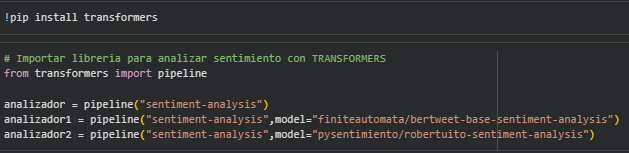 !pip install transformers
# Importar libreria para analizar sentimiento con TRANSFORMERS
from transformers import pipeline
analizador = pipeline("sentiment-analysis")
analizador1 = pipeline("sentiment-analysis",model="finiteautomata/bertweet-base-sentiment-analysis")
analizador2 = pipeline("sentiment-analysis",model="pysentimiento/robertuito-sentiment-analysis")